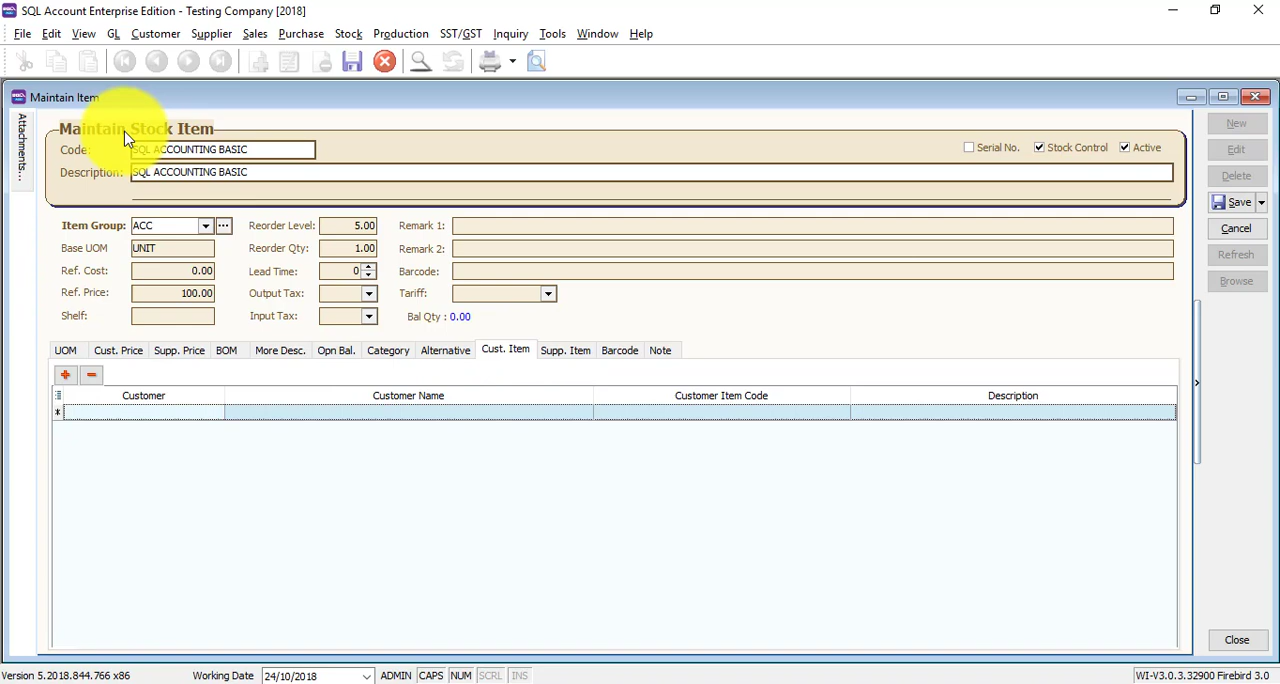 SQL Account Enterprise Edition - Testing Company [2018]
File Edit View GL Customer Supplier Sales Purchase Stock Production SST/GST Inquiry Tools Window Help
Maintain Item
Attachments...
Maintain Stock Item
Code: SQL ACCOUNTING BASIC Serial No. Stock Control Active
Description: SQL ACCOUNTING BASIC
Item Group: ACC Reorder Level: 5.00 Remark 1:
Base UOM UNIT Reorder Qty: 1.00 Remark 2:
Ref. Cost: 0.00 Lead Time: 0 Barcode:
Ref. Price: 100.00 Output Tax: Tariff:
Shelf: Input Tax: Bal Qty : 0.00
UOM Cust. Price Supp. Price BOM More Desc. Opn Bal. Category Alternative Cust. Item Supp. Item Barcode Note
Customer Customer Name Customer Item Code Description
New
Edit
Delete
Save
Cancel
Refresh
Browse
Close
Version 5.2018.844.766 x86 Working Date 24/10/2018 ADMIN CAPS NUM SCRL INS WI-V3.0.3.32900 Firebird 3.0